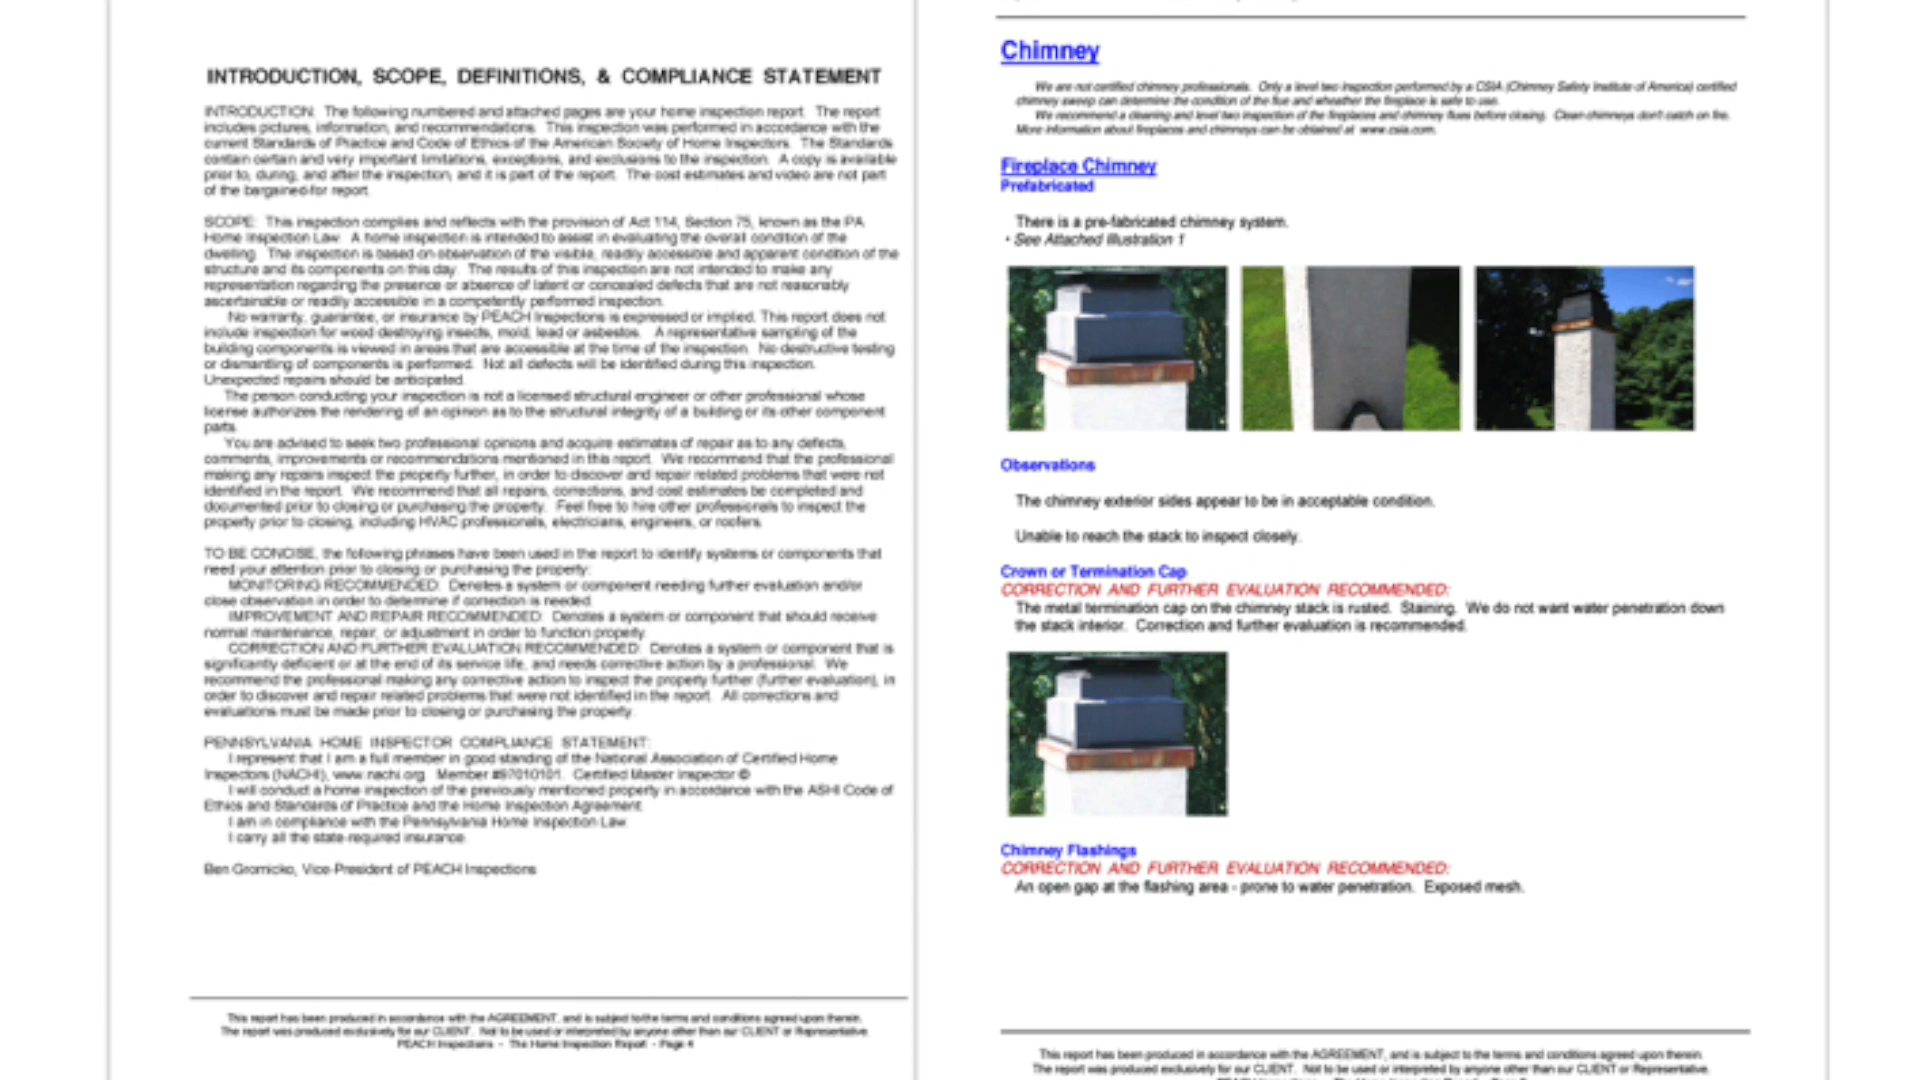 INTRODUCTION, SCOPE, DEFINITIONS, & COMPLIANCE STATEMENT
INTRODUCTION: The following numbered and attached pages are your home inspection report. The report
includes pictures, information, and recommendations. This inspection was performed in accordance with the
current Standards of Practice and Code of Ethics of the American Society of Home Inspectors. The Standards
contain certain and very important limitations, exceptions, and exclusions to the inspection. A copy is available
prior to, during, and after the inspection, and it is part of the report. The cost estimates and video are not part
of the bargained-for report.
SCOPE: This inspection complies and reflects with the provision of Act 114, Section 75, known as the PA
Home Inspection Law. A home inspection is intended to assist in evaluating the overall condition of the
dwelling. The inspection is based on observation of the visible, readily accessible and apparent condition of the
structure and its components on this day. The results of this inspection are not intended to make any
representation regarding the presence or absence of latent or concealed defects that are not reasonably
ascertainable or readily accessible in a competently performed inspection.
No warranty, guarantee, or insurance by PEACH Inspections is expressed or implied. This report does not
include inspection for wood destroying insects, mold, lead or asbestos. A representative sampling of the
building components is viewed in areas that are accessible at the time of the inspection. No destructive testing
or dismantling of components is performed. Not all defects will be identified during this inspection.
Unexpected repairs should be anticipated.
The person conducting your inspection is not a licensed structural engineer or other professional whose
license authorizes the rendering of an opinion as to the structural integrity of a building or its other component
parts.
You are advised to seek two professional opinions and acquire estimates of repair as to any defects,
comments, improvements or recommendations mentioned in this report. We recommend that the professional
making any repairs inspect the property further, in order to discover and repair related problems that were not
identified in the report. We recommend that all repairs, corrections, and cost estimates be completed and
documented prior to closing or purchasing the property. Feel free to hire other professionals to inspect the
property prior to closing, including HVAC professionals, electricians, engineers, or roofers.
TO BE CONCISE, the following phrases have been used in the report to identify systems or components that
need your attention prior to closing or purchasing the property:
MONITORING RECOMMENDED: Denotes a system or component needing further evaluation and/or
close observation in order to determine if correction is needed.
IMPROVEMENT AND REPAIR RECOMMENDED: Denotes a system or component that should receive
normal maintenance, repair, or adjustment in order to function properly.
CORRECTION AND FURTHER EVALUATION RECOMMENDED: Denotes a system or component that is
significantly deficient or at the end of its service life, and needs corrective action by a professional. We
recommend the professional making any corrective action to inspect the property further (further evaluation), in
order to discover and repair related problems that were not identified in the report. All corrections and
evaluations must be made prior to closing or purchasing the property.
PENNSYLVANIA HOME INSPECTOR COMPLIANCE STATEMENT:
I represent that I am a full member in good standing of the National Association of Certified Home
Inspectors (NACHI), www.nachi.org. Member #97010101. Certified Master Inspector ©
I will conduct a home inspection of the previously mentioned property in accordance with the ASHI Code of
Ethics and Standards of Practice and the Home Inspection Agreement.
I am in compliance with the Pennsylvania Home Inspection Law.
I carry all the state-required insurance.
Ben Gromicko, Vice-President of PEACH Inspections
This report has been produced in accordance with the AGREEMENT, and is subject to the terms and conditions agreed upon therein.
The report was produced exclusively for our CLIENT. Not to be used or interpreted by anyone other than our CLIENT or Representative.
PEACH Inspections - The Home Inspection Report - Page 4
Chimney
We are not certified chimney professionals. Only a level two inspection performed by a CSIA (Chimney Safety Institute of America) certified
chimney sweep can determine the condition of the flue and wheather the fireplace is safe to use.
We recommend a cleaning and level two inspection of the fireplaces and chimney flues before closing. Clean chimneys don't catch on fire.
More information about fireplaces and chimneys can be obtained at www.csia.com.
Fireplace Chimney
Prefabricated
There is a pre-fabricated chimney system.
• See Attached Illustration 1
Observations
The chimney exterior sides appear to be in acceptable condition.
Unable to reach the stack to inspect closely.
Crown or Termination Cap
CORRECTION AND FURTHER EVALUATION RECOMMENDED:
The metal termination cap on the chimney stack is rusted. Staining. We do not want water penetration down
the stack interior. Correction and further evaluation is recommended.
Chimney Flashings
CORRECTION AND FURTHER EVALUATION RECOMMENDED:
An open gap at the flashing area - prone to water penetration. Exposed mesh.
This report has been produced in accordance with the AGREEMENT, and is subject to the terms and conditions agreed upon therein.
The report was produced exclusively for our CLIENT. Not to be used or interpreted by anyone other than our CLIENT or Representative.